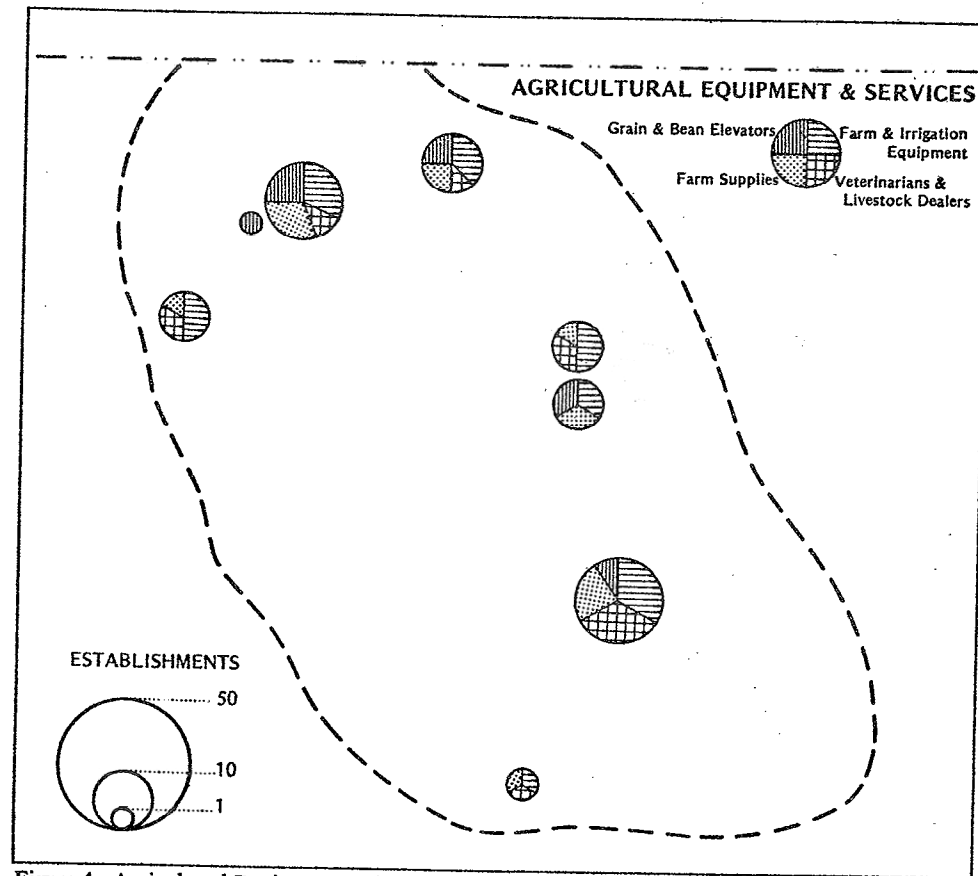 AGRICULTURAL EQUIPMENT & SERVICES
Grain & Bean Elevators
Farm & Irrigation
Equipment
Farm Supplies
Veterinarians &
Livestock Dealers
ESTABLISHMENTS
50
10
1